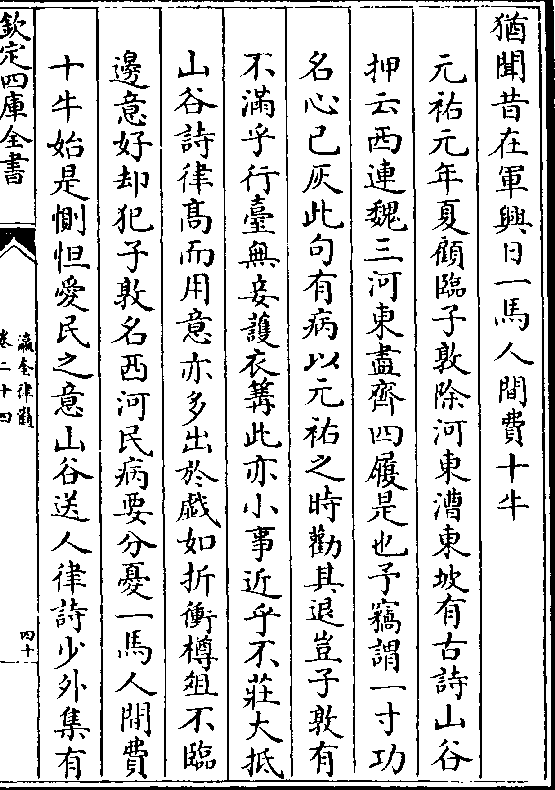 猶聞昔在軍興日一馬人間費十牛
元祐元年夏顧臨子敦除河東漕東坡有古詩山谷
押云西連魏三河東盡齊四履是也予竊謂一寸功
名心已灰此句有病以元祐之時勸其退豈子敦有
不滿乎行臺無妾護衣篝此亦小事近乎不莊大抵
山谷詩律髙而用意亦多出於戯如折衝樽俎不臨
邊意好却犯子敦名西河民病要分憂一馬人間費
十牛始是惻怛愛民之意山谷送人律詩少外集有
欽定四庫全書
瀛奎律髓
卷二十四
四十